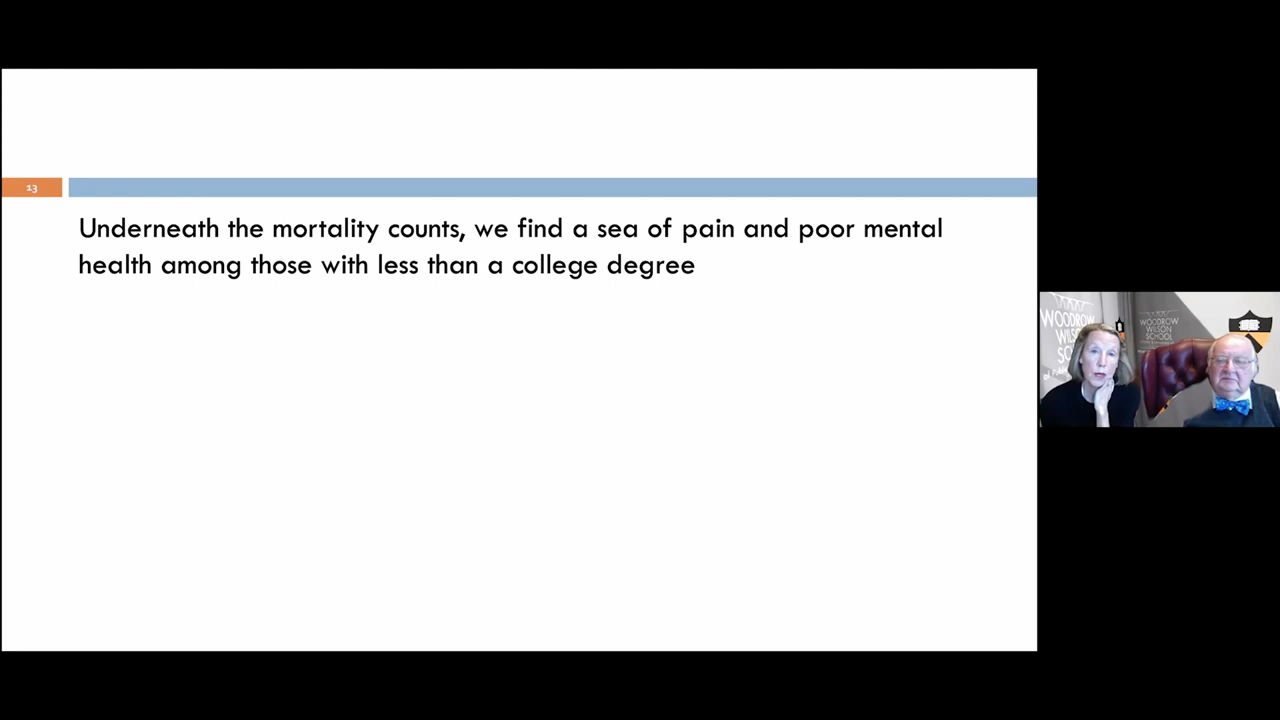 13
Underneath the mortality counts, we find a sea of pain and poor mental
health among those with less than a college degree
WOODROW
WILSON
SCHOOL
WOODROW